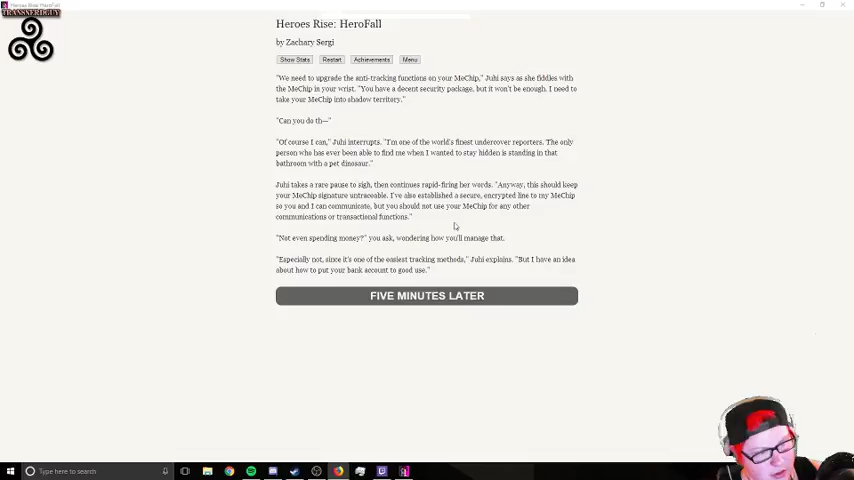 Heroes Rise: HeroFall
TRANSNERDGUY
Heroes Rise: HeroFall
by Zachary Sergi
Show Stats Restart Achievements Menu
"We need to upgrade the anti-tracking functions on your MeChip," Juhi says as she fiddles with
the MeChip in your wrist. "You have a decent security package, but it won't be enough. I need to
take your MeChip into shadow territory."
"Can you do th—"
"Of course I can," Juhi interrupts. "I'm one of the world's finest undercover reporters. The only
person who has ever been able to find me when I wanted to stay hidden is standing in that
bathroom with a pet dinosaur."
Juhi takes a rare pause to sigh, then continues rapid-firing her words. "Anyway, this should keep
your MeChip signature untraceable. I've also established a secure, encrypted line to my MeChip
so you and I can communicate, but you should not use your MeChip for any other
communications or transactional functions."
"Not even spending money?" you ask, wondering how you'll manage that.
"Especially not, since it's one of the easiest tracking methods," Juhi explains. "But I have an idea
about how to put your bank account to good use."
FIVE MINUTES LATER
Type here to search